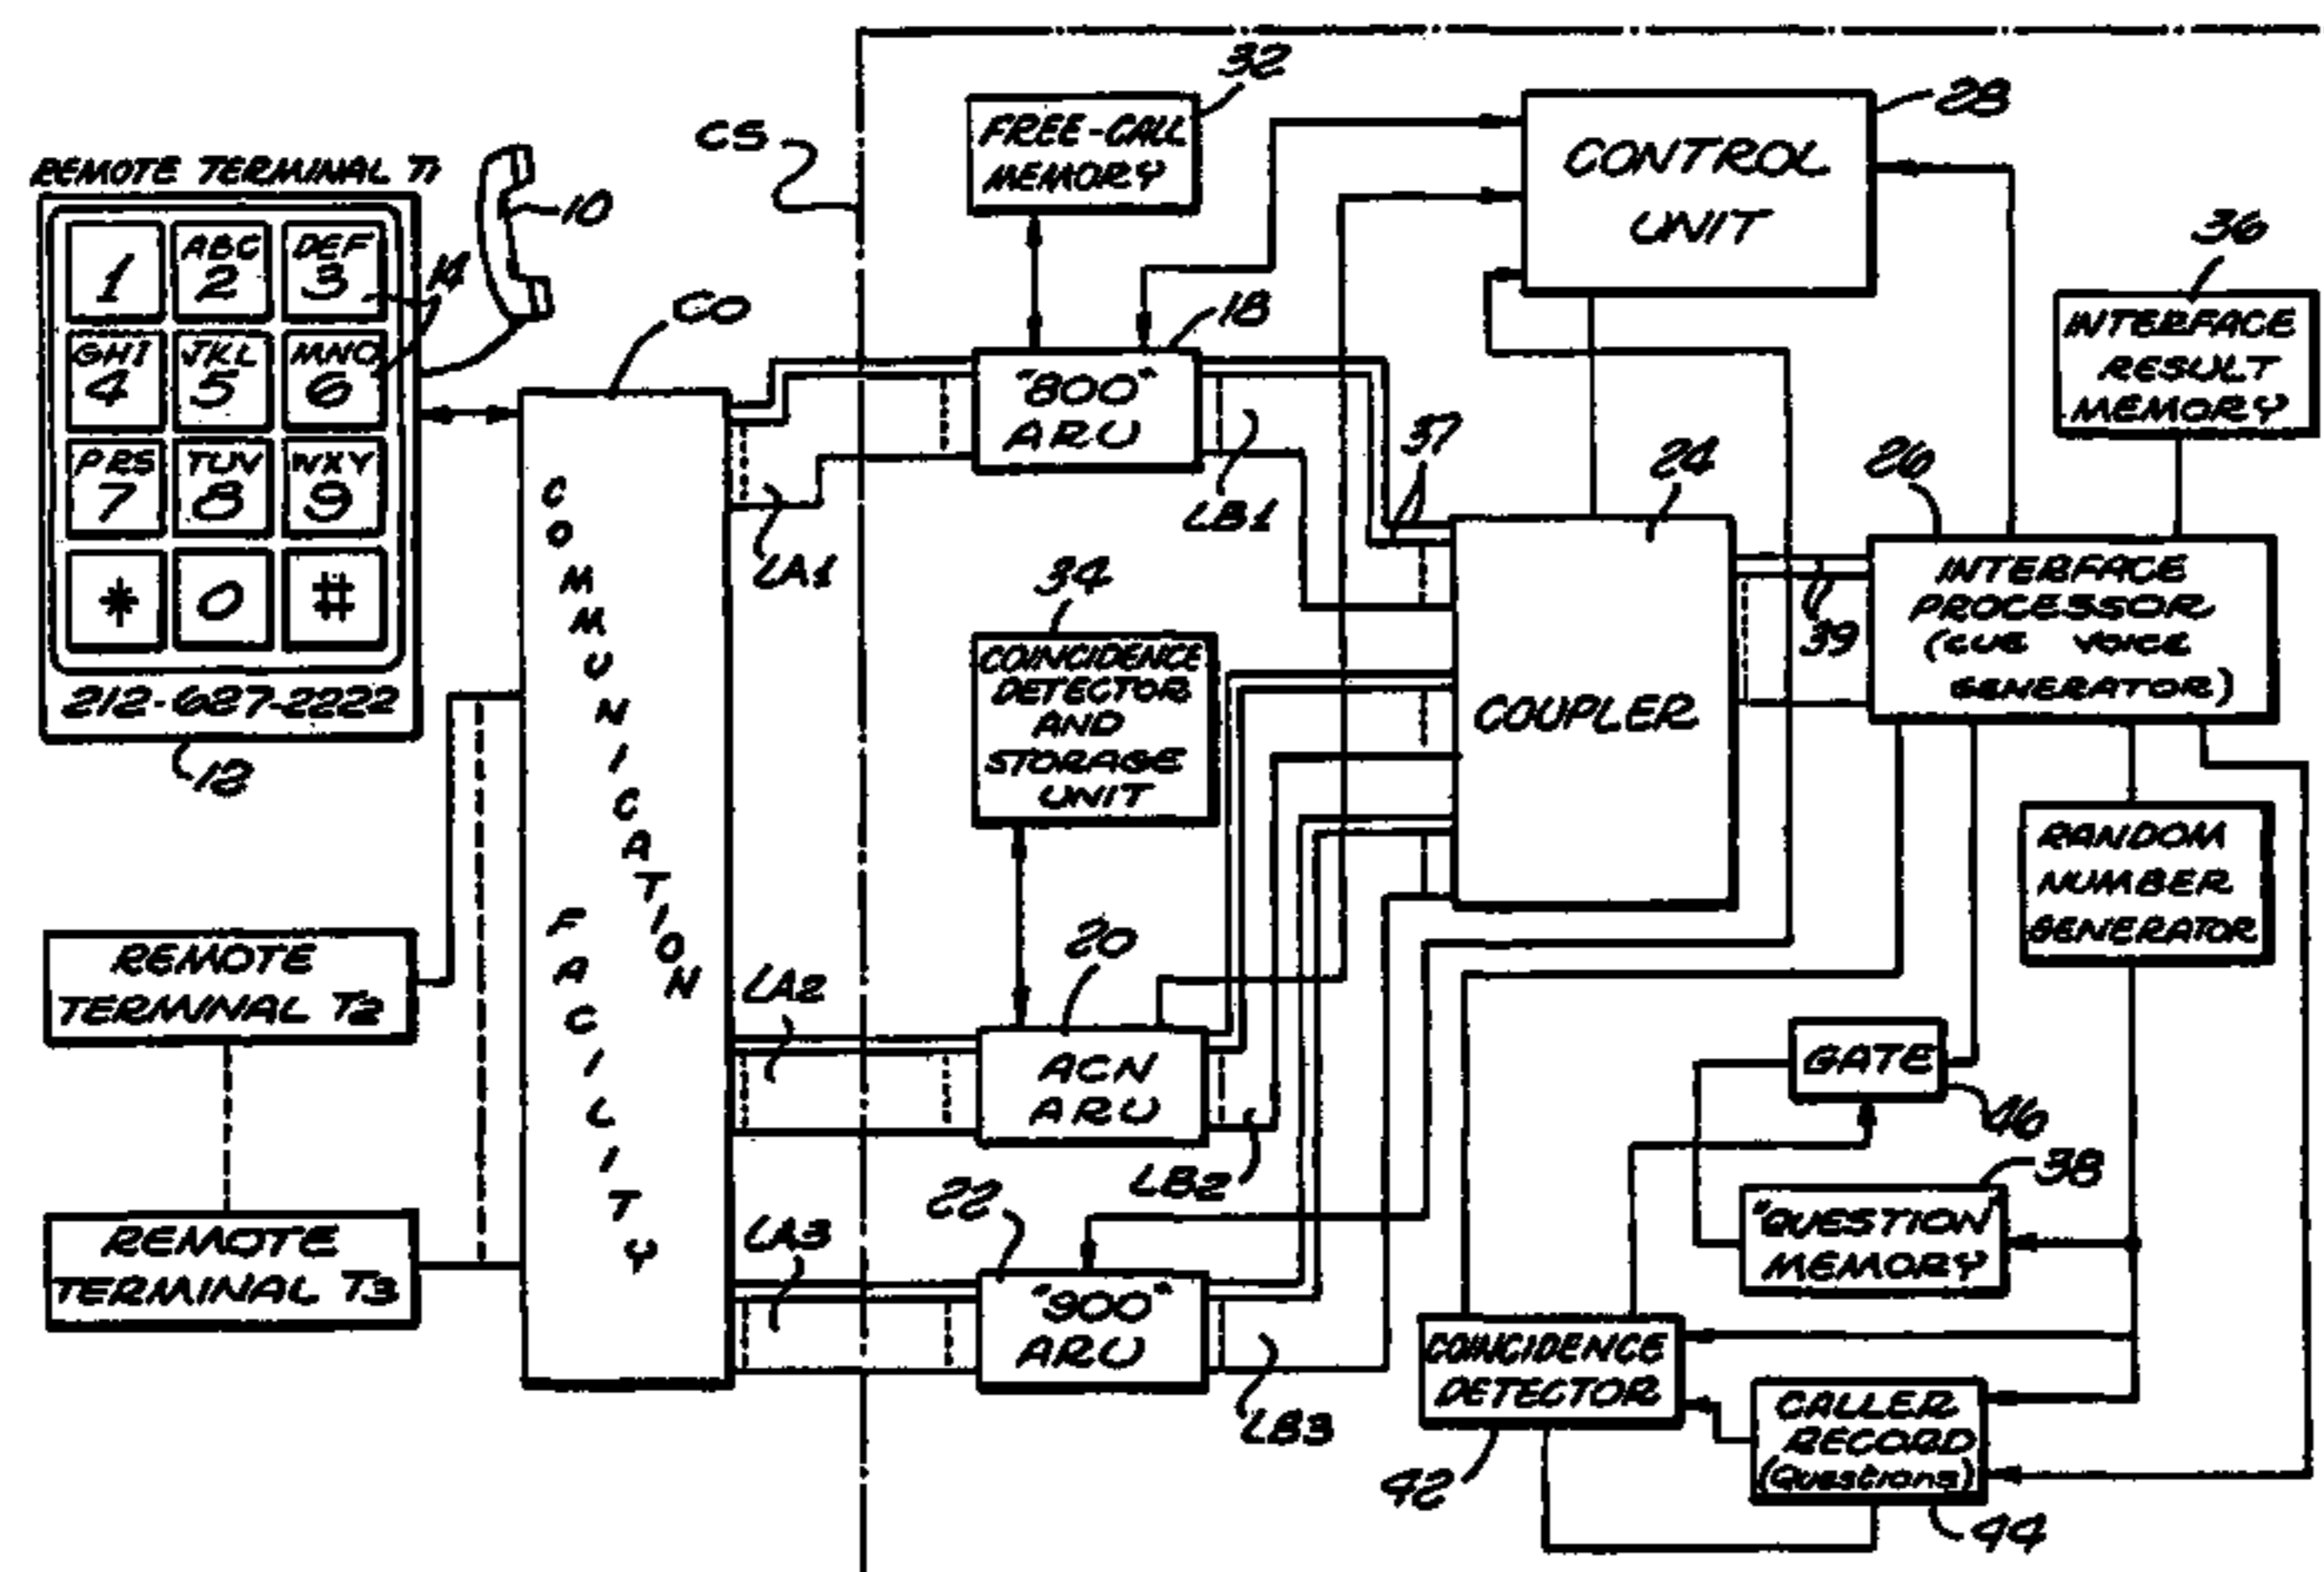 32
28
CS
FREE-CALL
MEMORY
CONTROL
UNIT
REMOTE TERMINAL T1
10
36
1
ABC
2
DEF
3
14
CO
18
INTERFACE
RESULT
MEMORY
GHI
4
JKL
5
MNO
6
"800"
ARU
37
24
26
PRS
7
TUV
8
WXY
9
LA1
LB1
*
0
#
34
39
INTERFACE
PROCESSOR
(CUE VOICE
GENERATOR)
212-687-2222
12
COINCIDENCE
DETECTOR
AND
STORAGE
UNIT
COUPLER
COMMUNICATION
FACILITY
RANDOM
NUMBER
GENERATOR
REMOTE
TERMINAL T2
20
LA2
ACN
ARU
GATE
46
LB2
38
"QUESTION"
MEMORY
REMOTE
TERMINAL T3
22
LA3
"900"
ARU
LB3
COINCIDENCE
DETECTOR
42
CALLER
RECORD
(Questions)
44